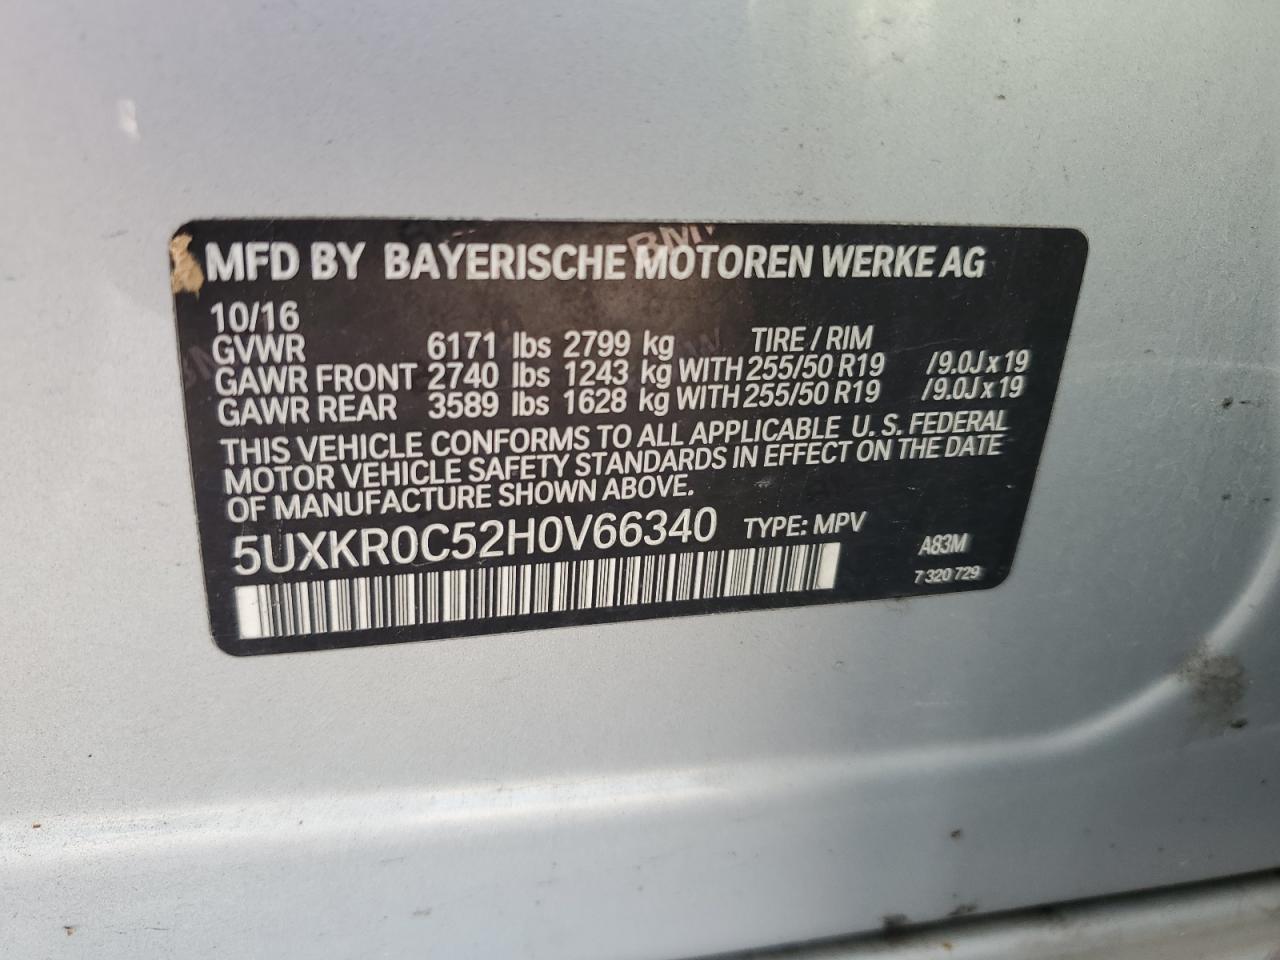 MFD BY BAYERISCHE MOTOREN WERKE AG
10/16
GVWR 6171 lbs 2799 kg TIRE / RIM
GAWR FRONT 2740 lbs 1243 kg WITH 255/50 R19 /9.0J x 19
GAWR REAR 3589 lbs 1628 kg WITH 255/50 R19 /9.0J x 19
THIS VEHICLE CONFORMS TO ALL APPLICABLE U. S. FEDERAL
MOTOR VEHICLE SAFETY STANDARDS IN EFFECT ON THE DATE
OF MANUFACTURE SHOWN ABOVE.
5UXKR0C52H0V66340 TYPE: MPV
A83M
7 320 729